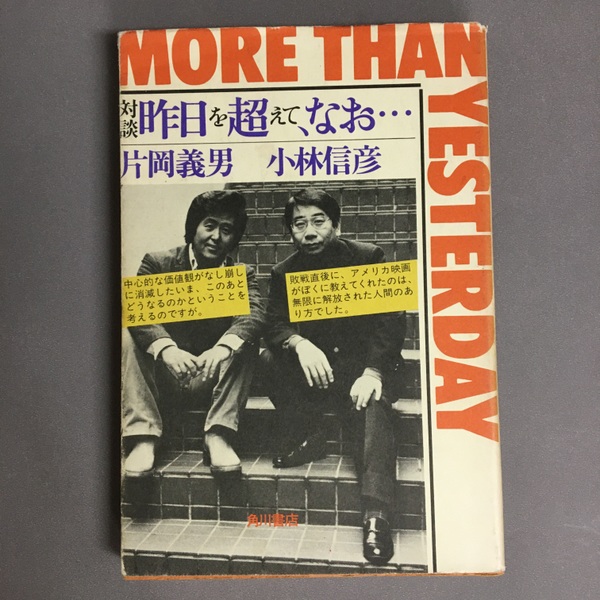 MORE THAN
YESTERDAY
対談
昨日を超えて、なお…
片岡義男 小林信彦
中心的な価値観がなし崩し
に消滅したいま、このあと
どうなるのかということを
考えるのですが。
敗戦直後に、アメリカ映画
がぼくに教えてくれたのは、
無限に解放された人間のあ
り方でした。
角川書店